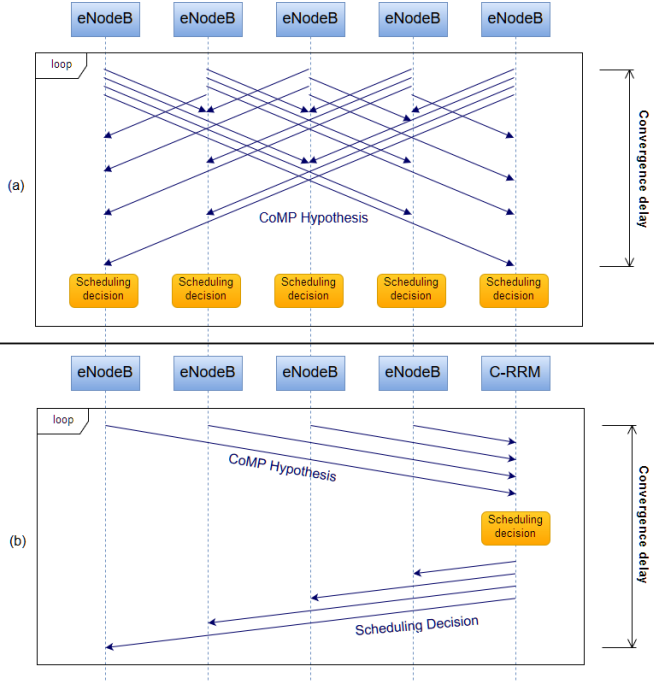 eNodeB eNodeB eNodeB eNodeB eNodeB
loop
Convergence delay
(a)
CoMP Hypothesis
Scheduling decision
Scheduling decision
Scheduling decision
Scheduling decision
Scheduling decision
eNodeB eNodeB eNodeB eNodeB C-RRM
loop
CoMP Hypothesis
Convergence delay
Scheduling
decision
(b)
Scheduling Decision